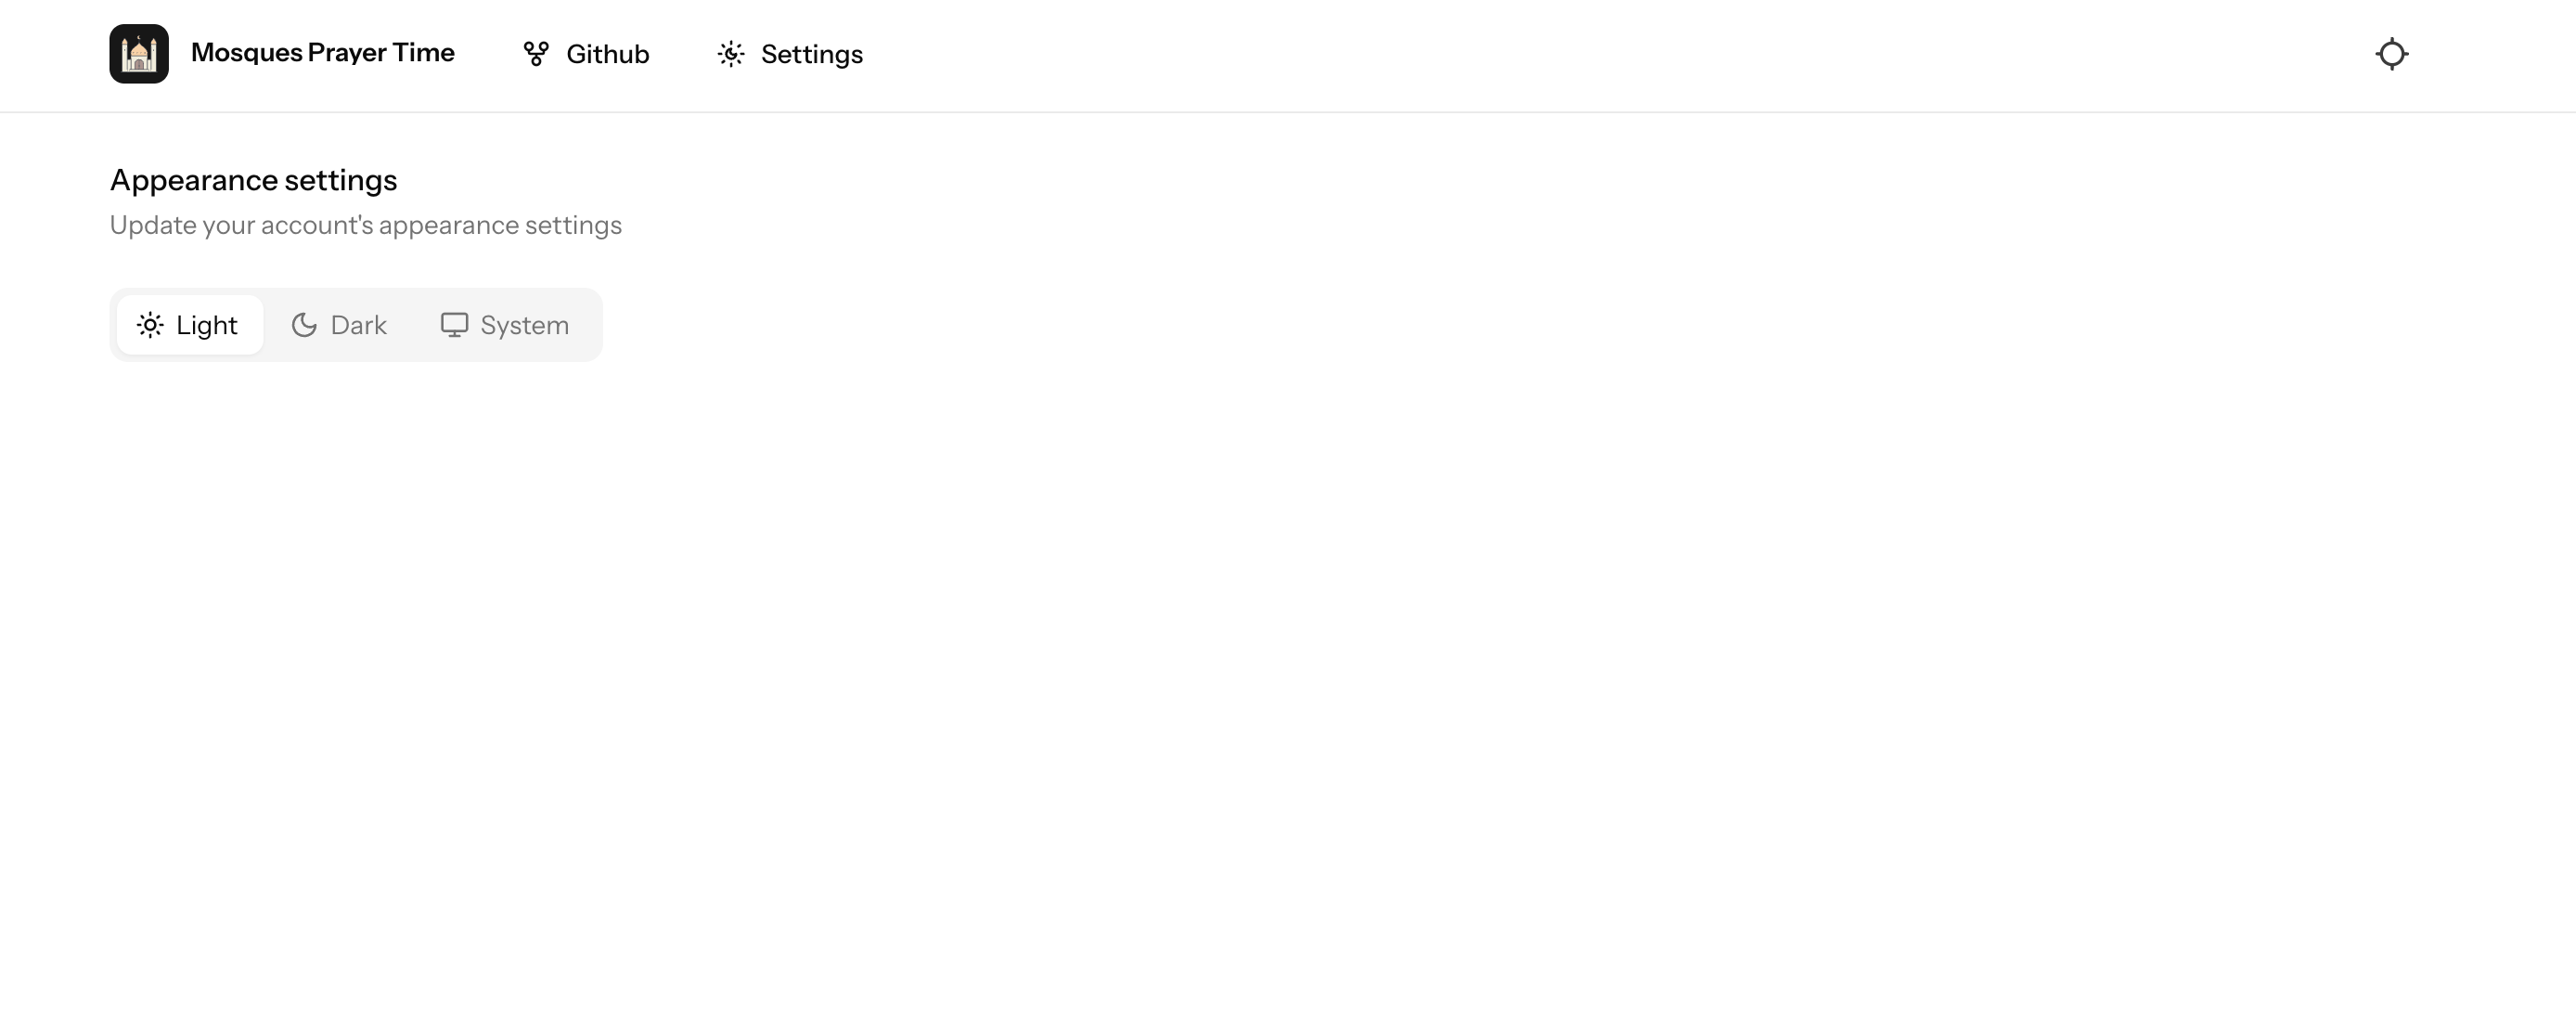 Mosques Prayer Time Github Settings
Appearance settings
Update your account's appearance settings
Light Dark System